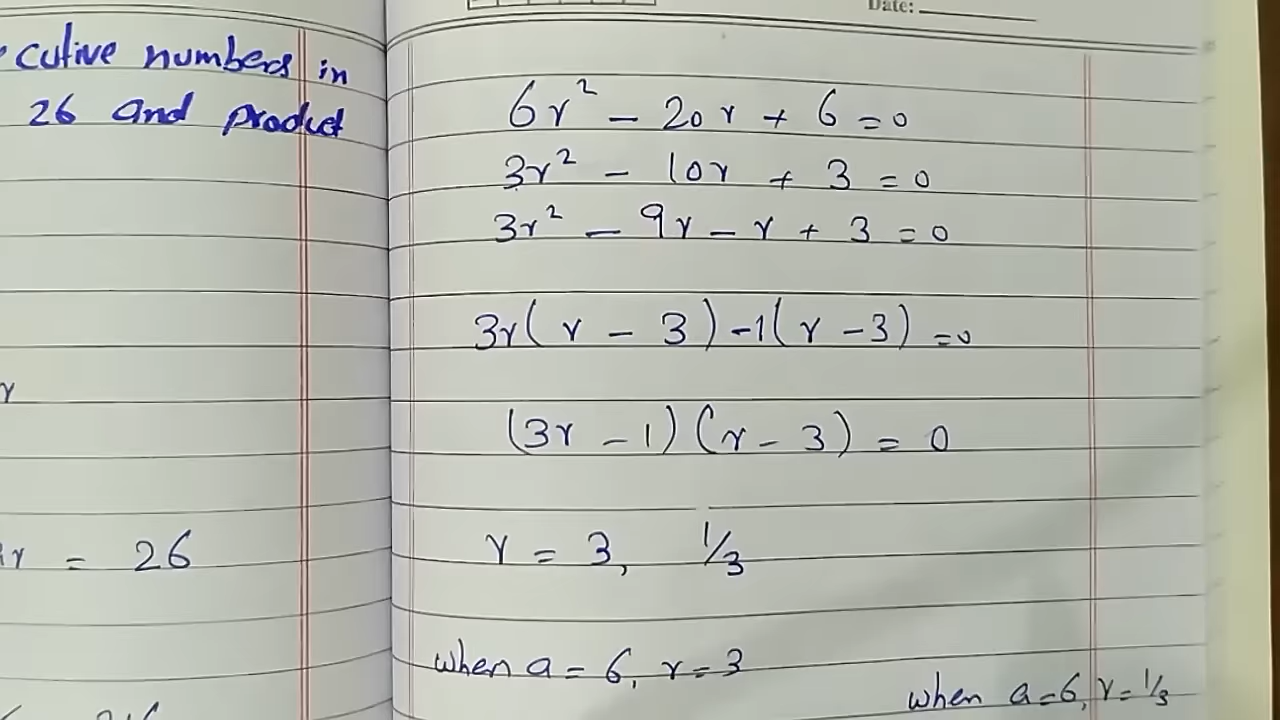 cutive numbers in
26 and product
r
r = 26
Date:
6r² - 20r + 6 = 0
3r² - 10r + 3 = 0
3r² - 9r - r + 3 = 0
3r(r - 3) -1(r - 3) = 0
(3r - 1)(r - 3) = 0
r = 3, 1/3
when a = 6, r = 3
when a = 6, r = 1/3